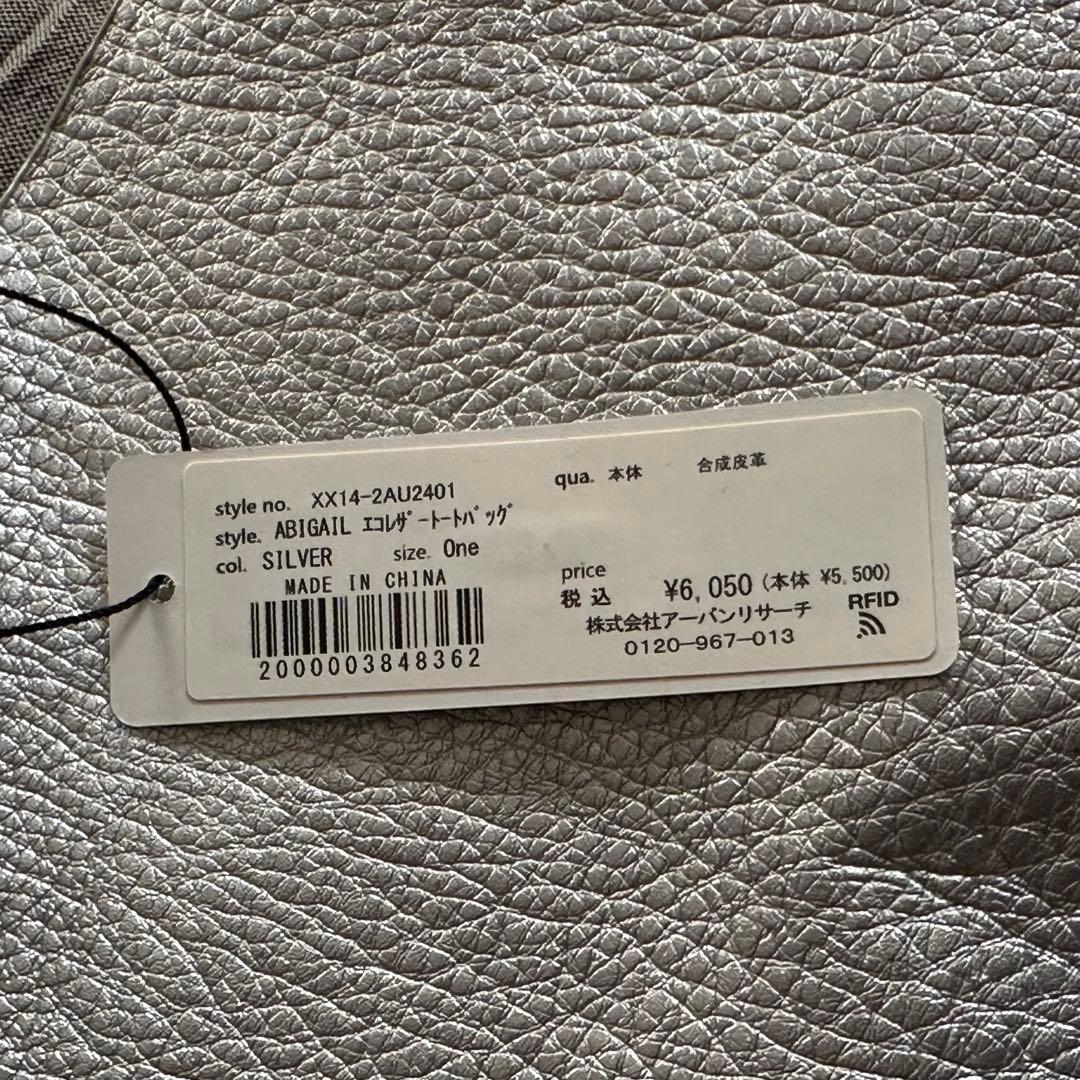 style no. XX14-2AU2401
style. ABIGAIL ｴｺﾚｻﾞｰﾄｰﾄﾊﾞｯｸﾞ
col. SILVER size. One
MADE IN CHINA
2000003848362
qua. 本体 合成皮革
price
税込 ¥6,050 (本体 ¥5,500)
株式会社アーバンリサーチ
0120-967-013
RFID